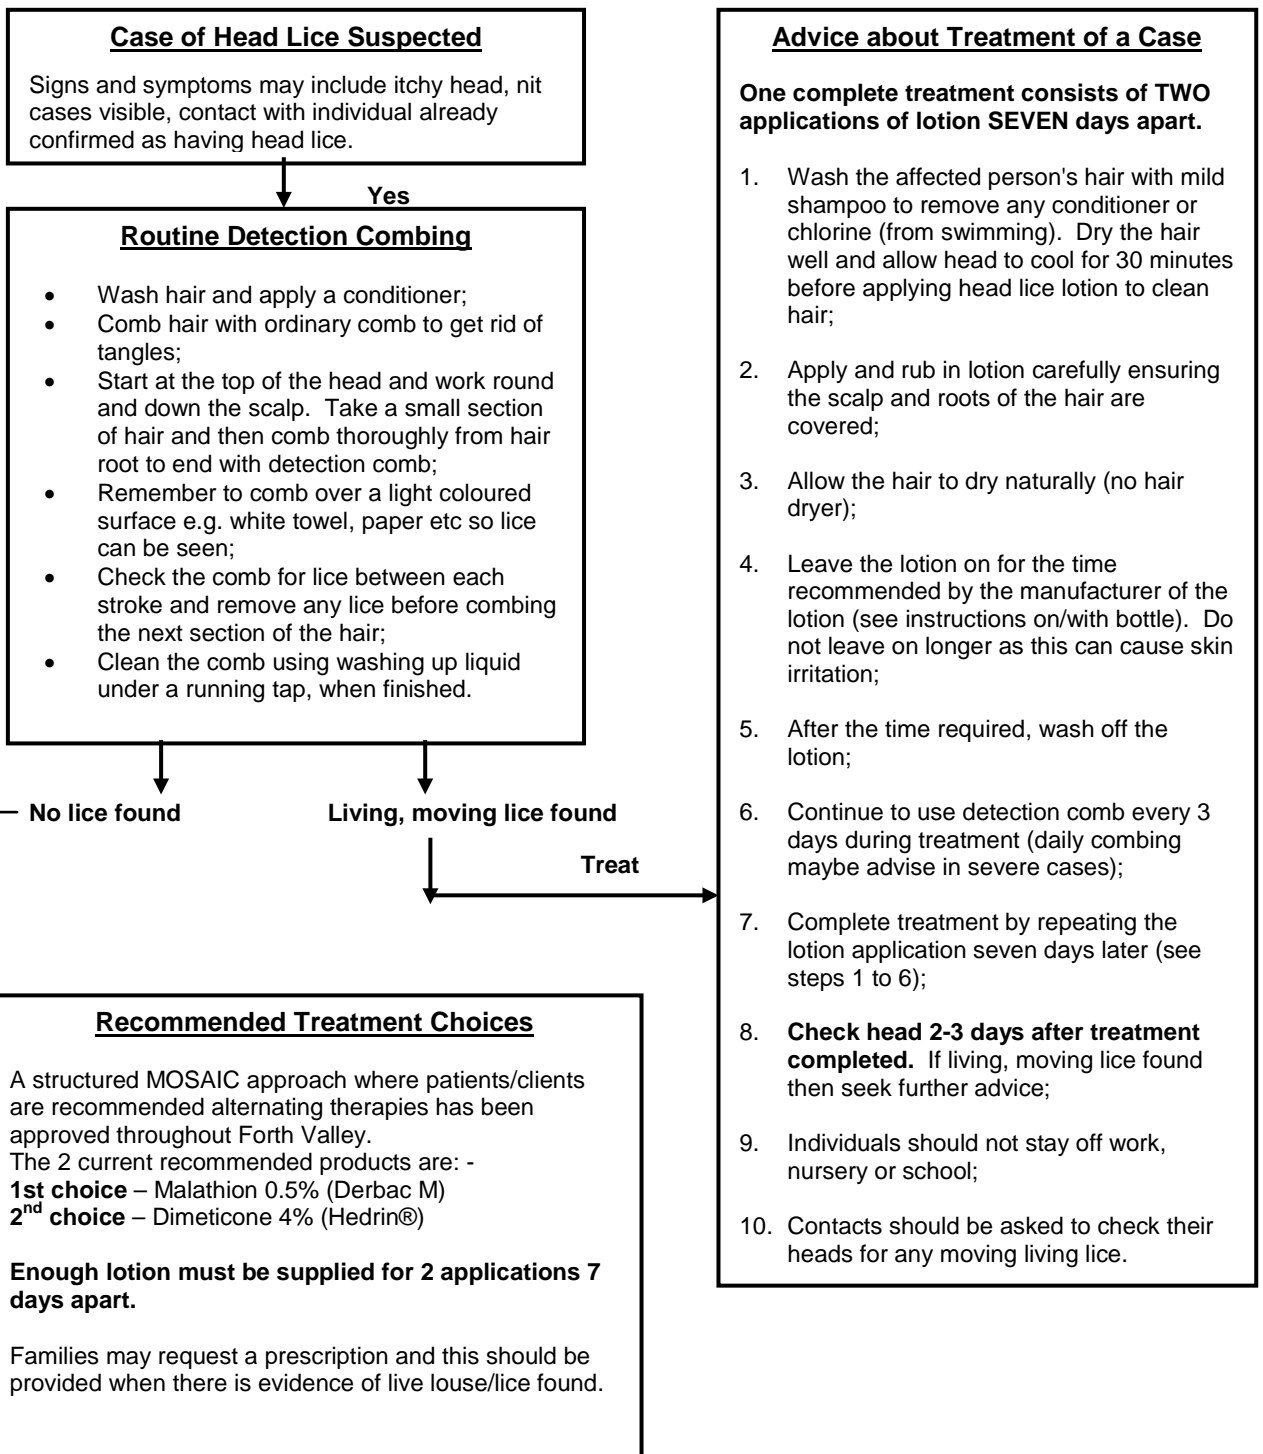 Case of Head Lice Suspected
Signs and symptoms may include itchy head, nit
cases visible, contact with individual already
confirmed as having head lice.
Yes
Routine Detection Combing
• Wash hair and apply a conditioner;
• Comb hair with ordinary comb to get rid of
tangles;
• Start at the top of the head and work round
and down the scalp. Take a small section
of hair and then comb thoroughly from hair
root to end with detection comb;
• Remember to comb over a light coloured
surface e.g. white towel, paper etc so lice
can be seen;
• Check the comb for lice between each
stroke and remove any lice before combing
the next section of the hair;
• Clean the comb using washing up liquid
under a running tap, when finished.
No lice found
Living, moving lice found
Treat
Recommended Treatment Choices
A structured MOSAIC approach where patients/clients
are recommended alternating therapies has been
approved throughout Forth Valley.
The 2 current recommended products are: -
1st choice – Malathion 0.5% (Derbac M)
2nd choice – Dimeticone 4% (Hedrin®)
Enough lotion must be supplied for 2 applications 7
days apart.
Families may request a prescription and this should be
provided when there is evidence of live louse/lice found.
Advice about Treatment of a Case
One complete treatment consists of TWO
applications of lotion SEVEN days apart.
1. Wash the affected person's hair with mild
shampoo to remove any conditioner or
chlorine (from swimming). Dry the hair
well and allow head to cool for 30 minutes
before applying head lice lotion to clean
hair;
2. Apply and rub in lotion carefully ensuring
the scalp and roots of the hair are
covered;
3. Allow the hair to dry naturally (no hair
dryer);
4. Leave the lotion on for the time
recommended by the manufacturer of the
lotion (see instructions on/with bottle). Do
not leave on longer as this can cause skin
irritation;
5. After the time required, wash off the
lotion;
6. Continue to use detection comb every 3
days during treatment (daily combing
maybe advise in severe cases);
7. Complete treatment by repeating the
lotion application seven days later (see
steps 1 to 6);
8. Check head 2-3 days after treatment
completed. If living, moving lice found
then seek further advice;
9. Individuals should not stay off work,
nursery or school;
10. Contacts should be asked to check their
heads for any moving living lice.